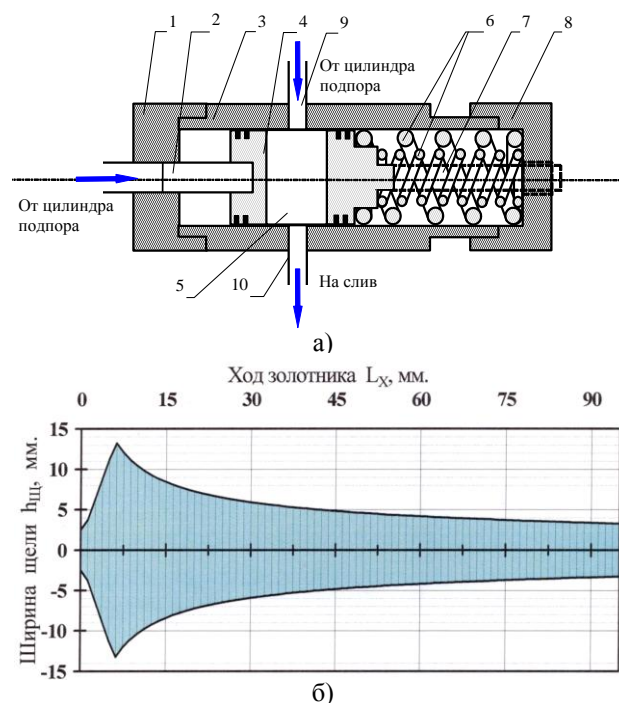 1 2 3 4 9 6 7 8
От цилиндра
подпора
От цилиндра
подпора
5 10
На слив
а)
Ход золотника Lх, мм.
0 15 30 45 60 75 90
Ширина щели hщ, мм.
15
10
5
0
-5
-10
-15
б)